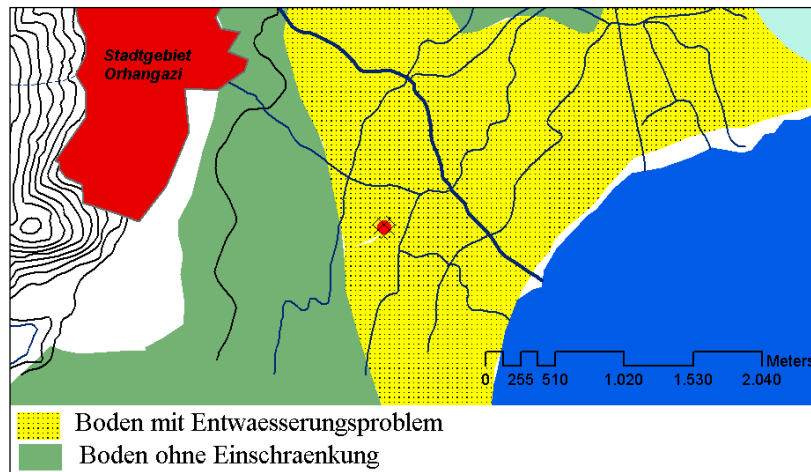 Stadtgebiet
Orhangazi
Meters
0 255 510 1.020 1.530 2.040
Boden mit Entwaesserungsproblem
Boden ohne Einschraenkung